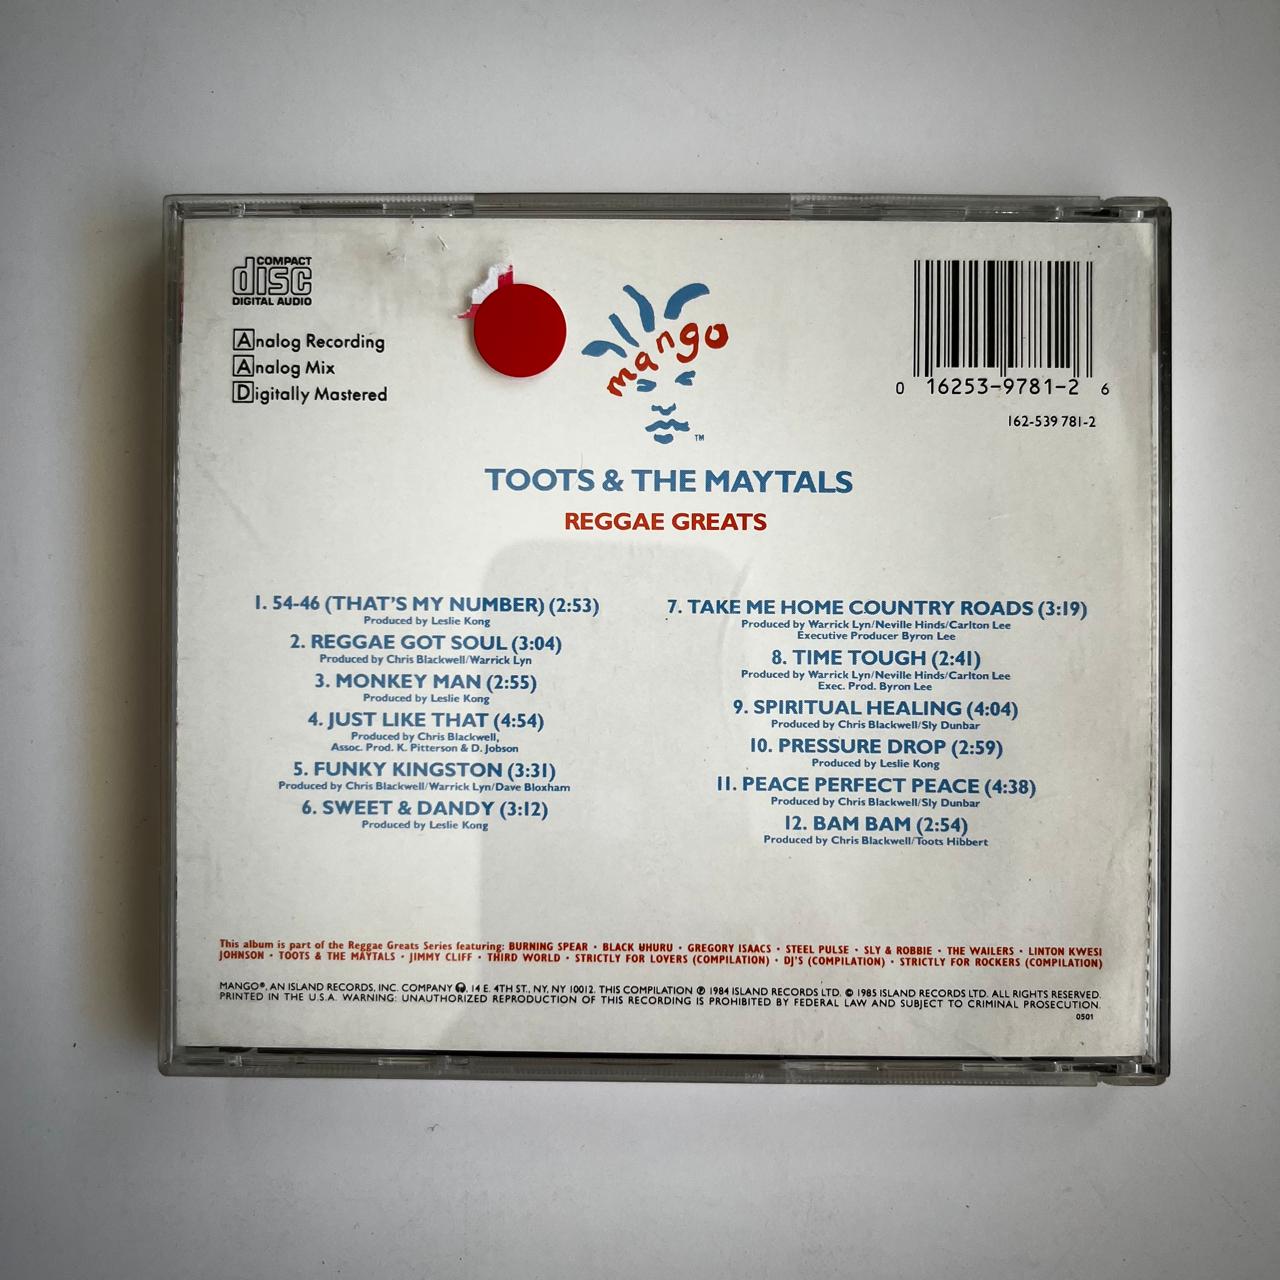 COMPACT
disc
DIGITAL AUDIO
Analog Recording
Analog Mix
Digitally Mastered
mango
TM
0 16253-9781-2 6
162-539 781-2
TOOTS & THE MAYTALS
REGGAE GREATS
1. 54-46 (THAT'S MY NUMBER) (2:53)
Produced by Leslie Kong
2. REGGAE GOT SOUL (3:04)
Produced by Chris Blackwell/Warrick Lyn
3. MONKEY MAN (2:55)
Produced by Leslie Kong
4. JUST LIKE THAT (4:54)
Produced by Chris Blackwell,
Assoc. Prod. K. Pitterson & D. Jobson
5. FUNKY KINGSTON (3:31)
Produced by Chris Blackwell/Warrick Lyn/Dave Bloxham
6. SWEET & DANDY (3:12)
Produced by Leslie Kong
7. TAKE ME HOME COUNTRY ROADS (3:19)
Produced by Warrick Lyn/Neville Hinds/Carlton Lee
Executive Producer Byron Lee
8. TIME TOUGH (2:41)
Produced by Warrick Lyn/Neville Hinds/Carlton Lee
Exec. Prod. Byron Lee
9. SPIRITUAL HEALING (4:04)
Produced by Chris Blackwell/Sly Dunbar
10. PRESSURE DROP (2:59)
Produced by Leslie Kong
11. PEACE PERFECT PEACE (4:38)
Produced by Chris Blackwell/Sly Dunbar
12. BAM BAM (2:54)
Produced by Chris Blackwell/Toots Hibbert
This album is part of the Reggae Greats Series featuring: BURNING SPEAR • BLACK UHURU • GREGORY ISAACS • STEEL PULSE • SLY & ROBBIE • THE WAILERS • LINTON KWESI
JOHNSON • TOOTS & THE MAYTALS • JIMMY CLIFF • THIRD WORLD • STRICTLY FOR LOVERS (COMPILATION) • DJ'S (COMPILATION) • STRICTLY FOR ROCKERS (COMPILATION)
MANGO®, AN ISLAND RECORDS, INC. COMPANY, 14 E. 4TH ST., NY, NY 10012. THIS COMPILATION ℗ 1984 ISLAND RECORDS LTD. © 1985 ISLAND RECORDS LTD. ALL RIGHTS RESERVED.
PRINTED IN THE U.S.A. WARNING: UNAUTHORIZED REPRODUCTION OF THIS RECORDING IS PROHIBITED BY FEDERAL LAW AND SUBJECT TO CRIMINAL PROSECUTION.
0501